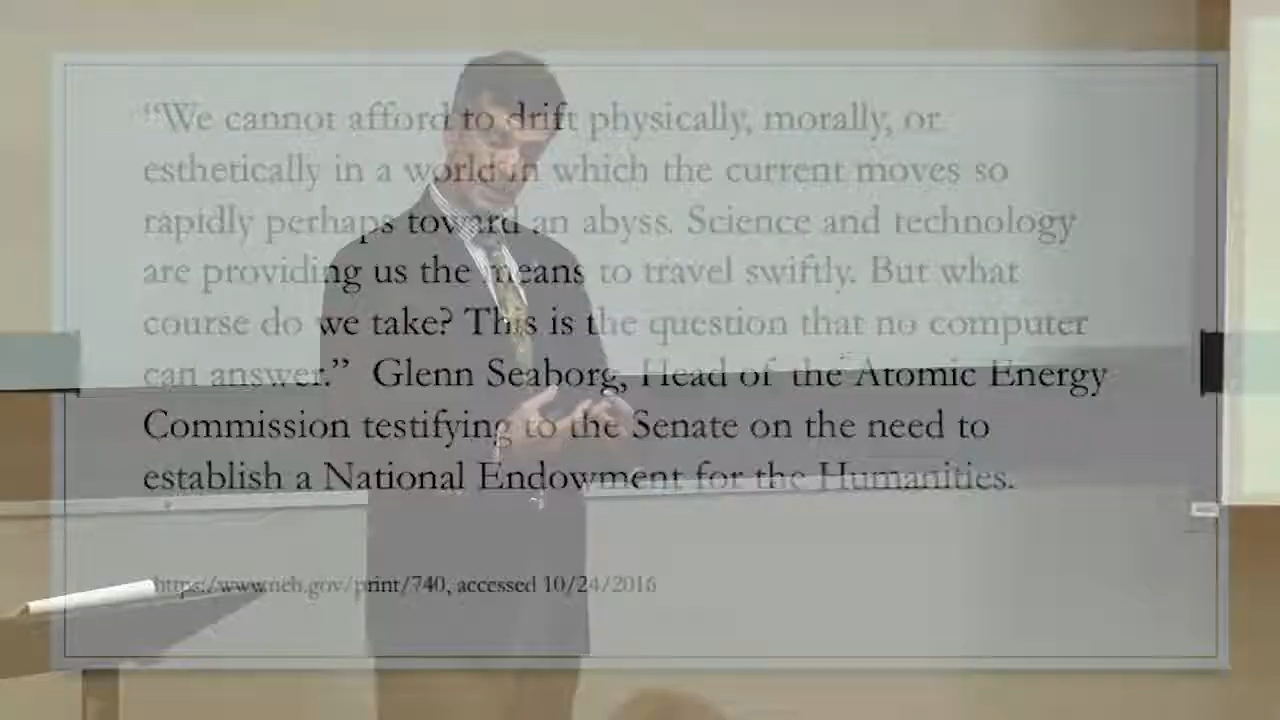 “We cannot afford to drift physically, morally, or
esthetically in a world in which the current moves so
rapidly perhaps toward an abyss. Science and technology
are providing us the means to travel swiftly. But what
course do we take? This is the question that no computer
can answer.” Glenn Seaborg, Head of the Atomic Energy
Commission testifying to the Senate on the need to
establish a National Endowment for the Humanities.
https://www.neh.gov/print/740, accessed 10/24/2016